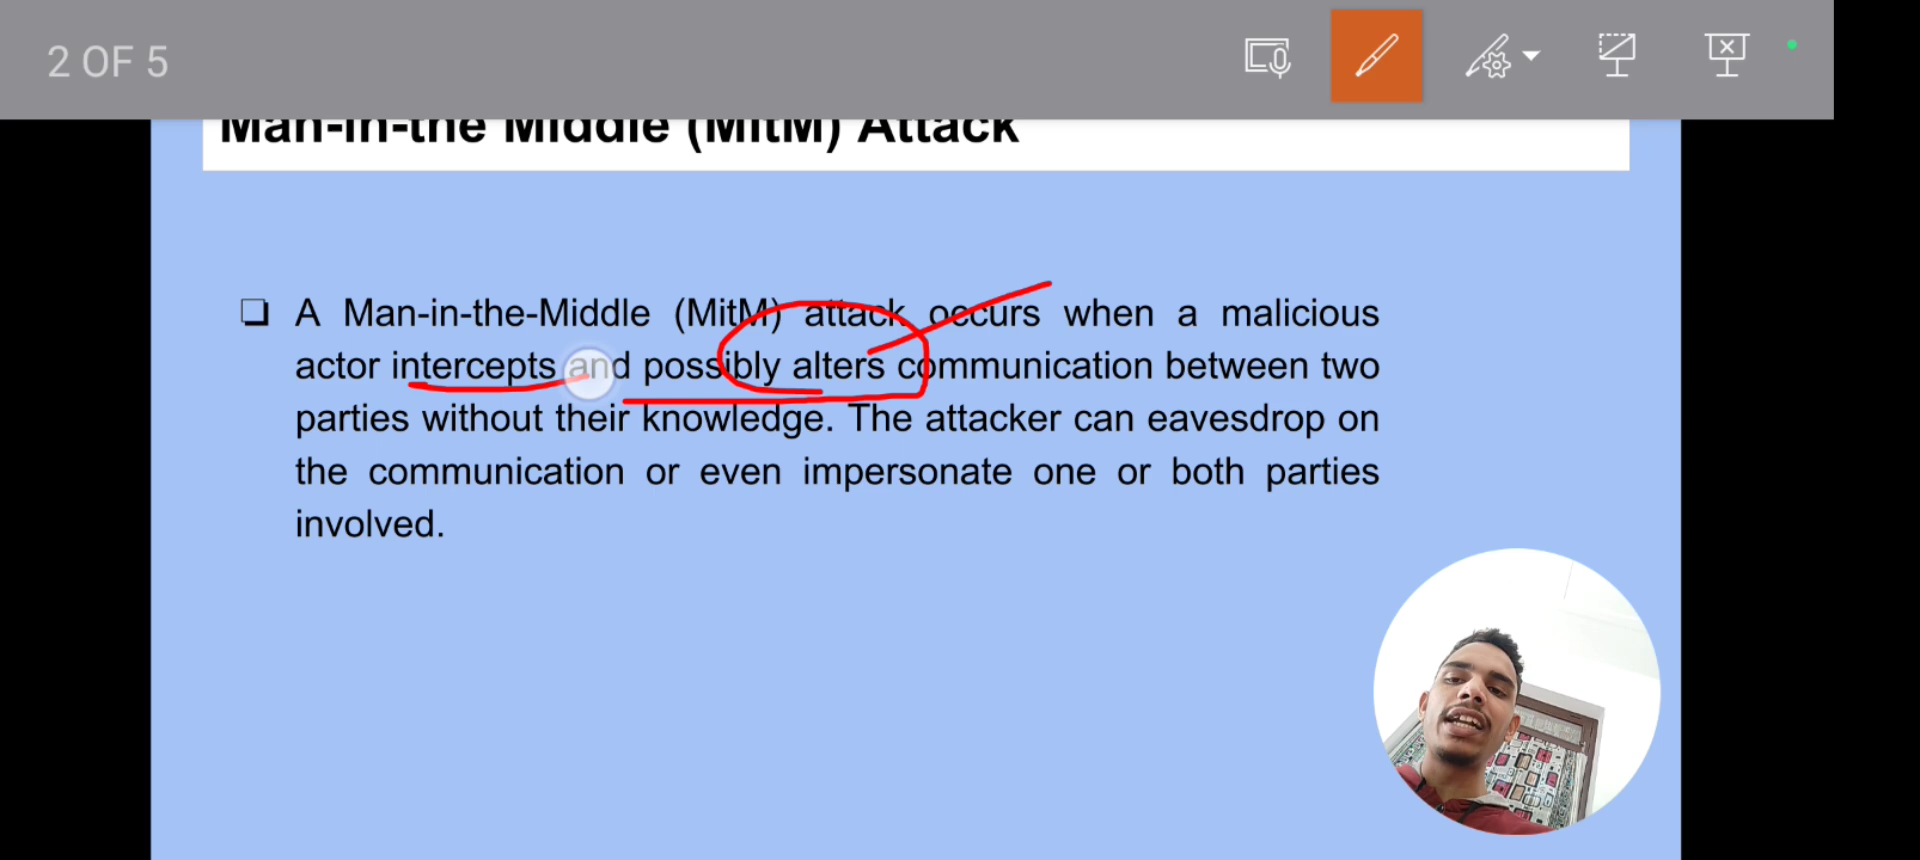 2 OF 5
Man-in-the Middle (MitM) Attack
A Man-in-the-Middle (MitM) attack occurs when a malicious
actor intercepts and possibly alters communication between two
parties without their knowledge. The attacker can eavesdrop on
the communication or even impersonate one or both parties
involved.